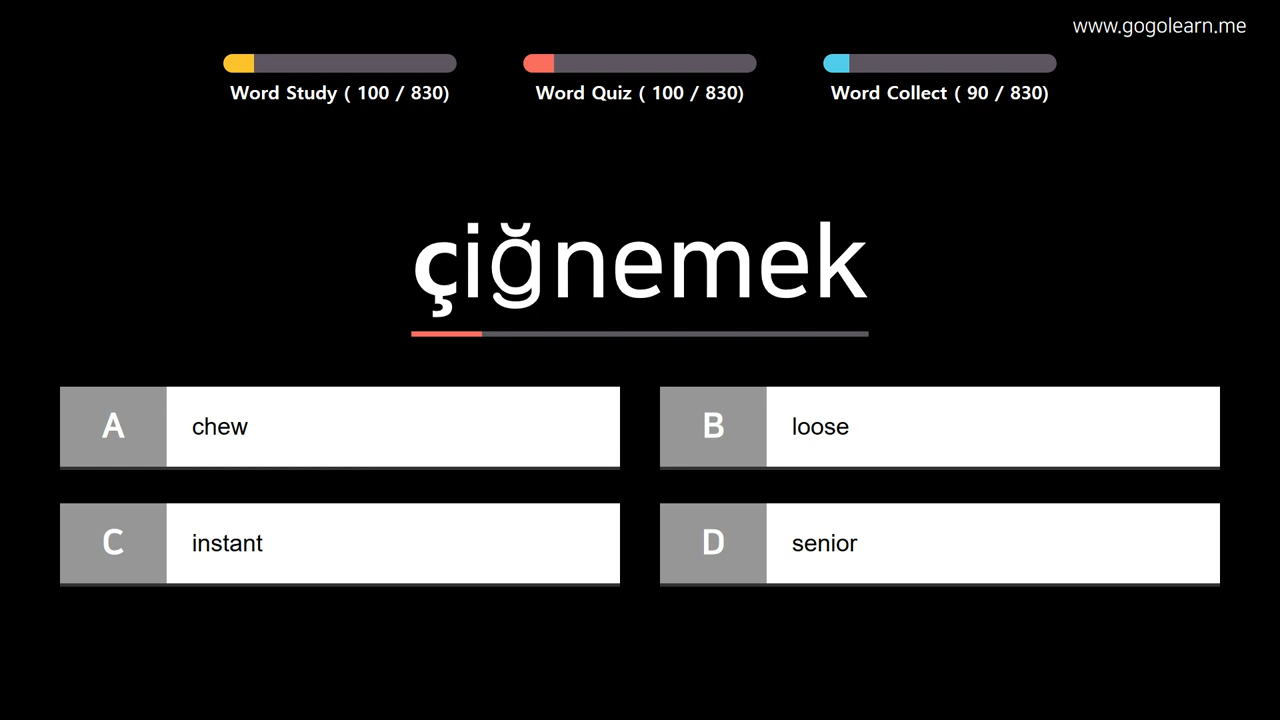 www.gogolearn.me
Word Study ( 100 / 830)
Word Quiz ( 100 / 830)
Word Collect ( 90 / 830)
çiğnemek
A chew
B loose
C instant
D senior